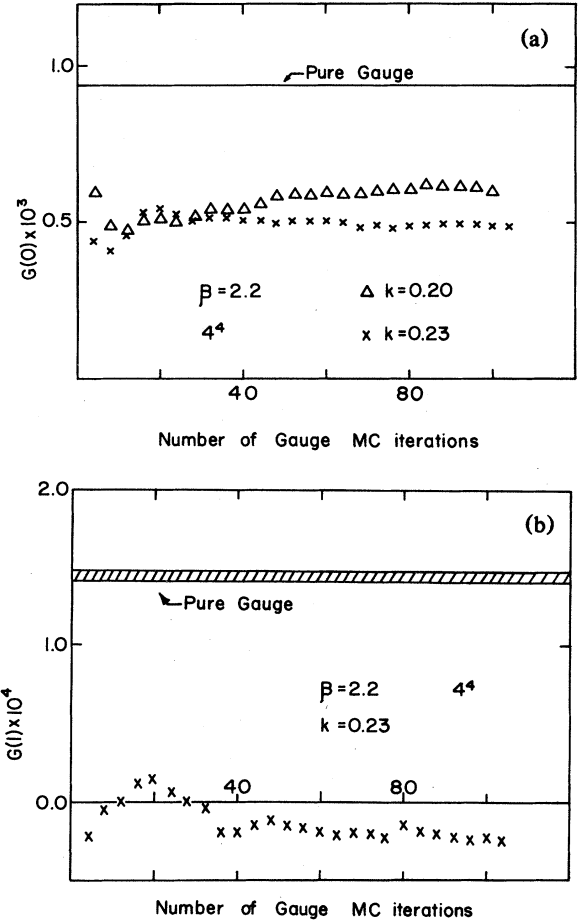 (a)
1.0
Pure Gauge
G(0)×10³
0.5
β=2.2
△ k=0.20
4⁴
x k=0.23
40 80
Number of Gauge MC iterations
2.0
(b)
Pure Gauge
1.0
G(1)×10⁴
β=2.2 4⁴
k=0.23
40 80
0.0
Number of Gauge MC iterations